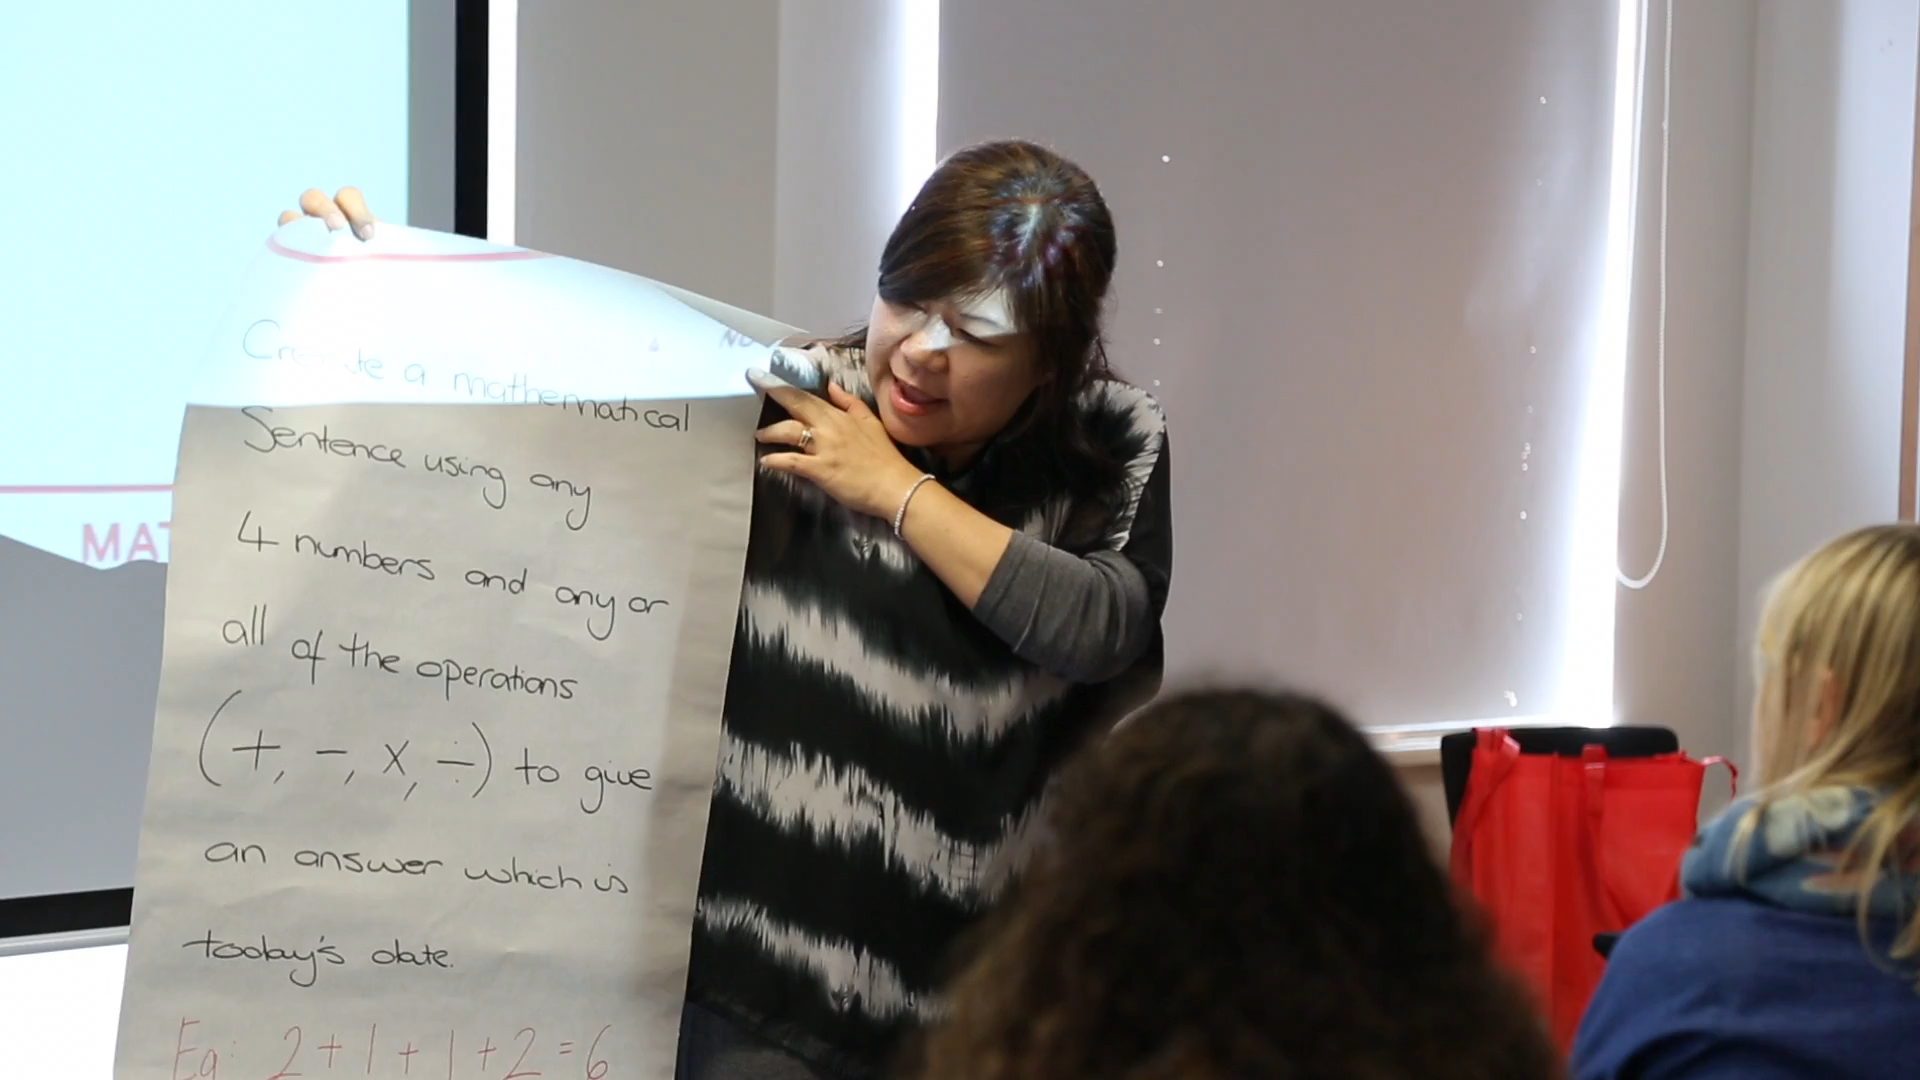 Create a mathematical
Sentence using any
4 numbers and any or
all of the operations
(+, -, x, ÷) to give
an answer which is
today's date.
Eg: 2+1+1+2=6
MAT